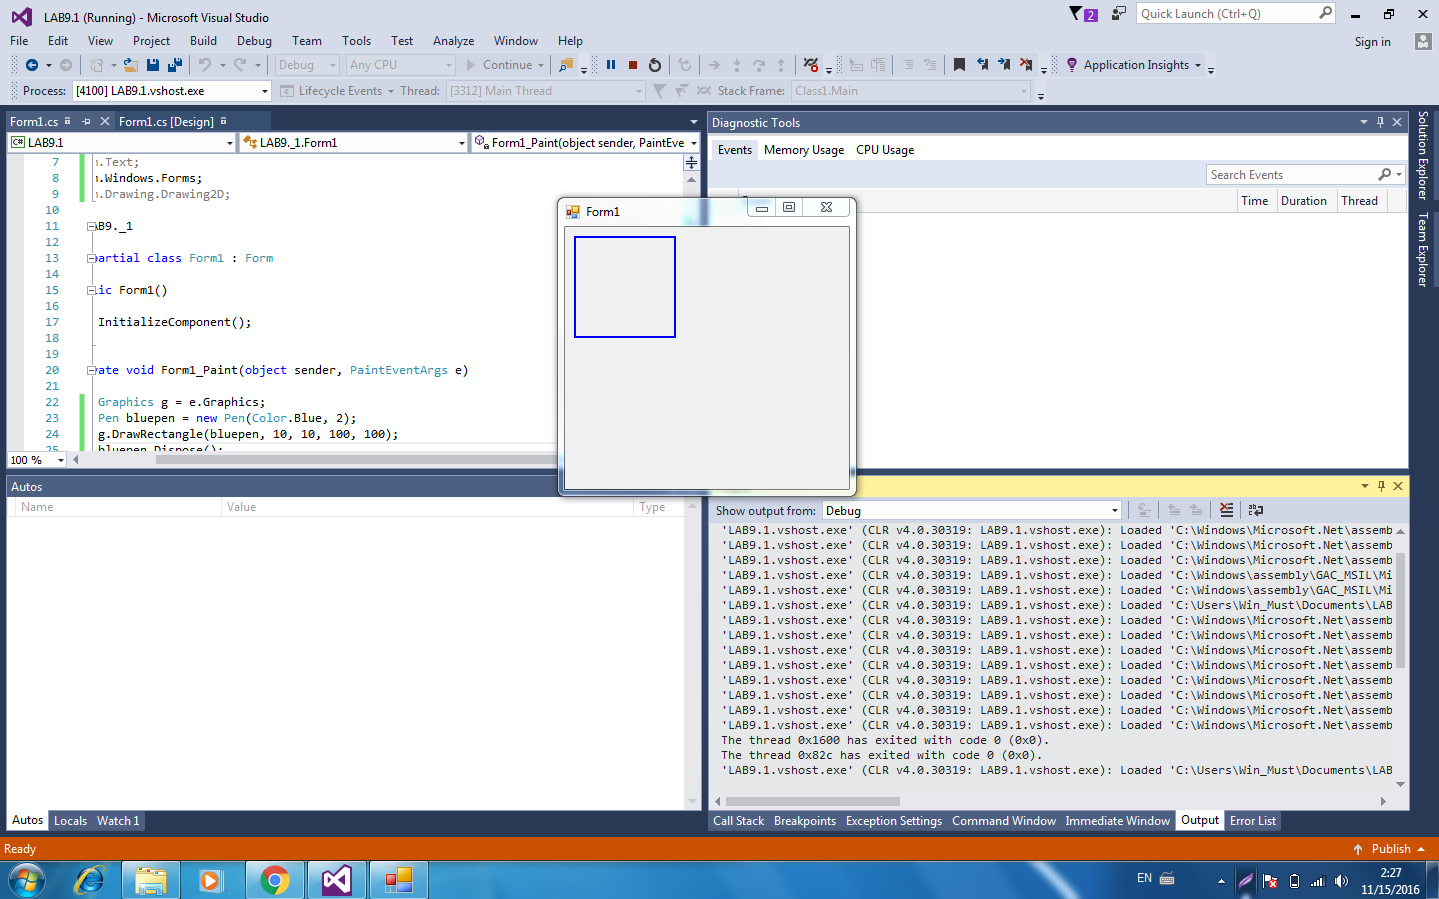 LAB9.1 (Running) - Microsoft Visual Studio
2
Quick Launch (Ctrl+Q)
File Edit View Project Build Debug Team Tools Test Analyze Window Help
Sign in
Debug Any CPU Continue Application Insights
Process: [4100] LAB9.1.vshost.exe Lifecycle Events Thread: [3312] Main Thread Stack Frame: Class1.Main
Form1.cs Form1.cs [Design]
C# LAB9.1 LAB9._1.Form1 Form1_Paint(object sender, PaintEve
7 .Text;
8 .Windows.Forms;
9 .Drawing.Drawing2D;
10
11 AB9._1
12
13 partial class Form1 : Form
14
15 lic Form1()
16
17 InitializeComponent();
18
19
20 vate void Form1_Paint(object sender, PaintEventArgs e)
21
22 Graphics g = e.Graphics;
23 Pen bluepen = new Pen(Color.Blue, 2);
24 g.DrawRectangle(bluepen, 10, 10, 100, 100);
25 bluepen.Dispose();
100 %
Diagnostic Tools
Events Memory Usage CPU Usage
Search Events
Time Duration Thread
Form1
Solution Explorer
Team Explorer
Autos
Name Value Type
Autos Locals Watch 1
Show output from: Debug
'LAB9.1.vshost.exe' (CLR v4.0.30319: LAB9.1.vshost.exe): Loaded 'C:\Windows\Microsoft.Net\assemb
'LAB9.1.vshost.exe' (CLR v4.0.30319: LAB9.1.vshost.exe): Loaded 'C:\Windows\Microsoft.Net\assemb
'LAB9.1.vshost.exe' (CLR v4.0.30319: LAB9.1.vshost.exe): Loaded 'C:\Windows\Microsoft.Net\assemb
'LAB9.1.vshost.exe' (CLR v4.0.30319: LAB9.1.vshost.exe): Loaded 'C:\Windows\assembly\GAC_MSIL\Mi
'LAB9.1.vshost.exe' (CLR v4.0.30319: LAB9.1.vshost.exe): Loaded 'C:\Windows\assembly\GAC_MSIL\Mi
'LAB9.1.vshost.exe' (CLR v4.0.30319: LAB9.1.vshost.exe): Loaded 'C:\Users\Win_Must\Documents\LAB
'LAB9.1.vshost.exe' (CLR v4.0.30319: LAB9.1.vshost.exe): Loaded 'C:\Windows\Microsoft.Net\assemb
'LAB9.1.vshost.exe' (CLR v4.0.30319: LAB9.1.vshost.exe): Loaded 'C:\Windows\Microsoft.Net\assemb
'LAB9.1.vshost.exe' (CLR v4.0.30319: LAB9.1.vshost.exe): Loaded 'C:\Windows\Microsoft.Net\assemb
'LAB9.1.vshost.exe' (CLR v4.0.30319: LAB9.1.vshost.exe): Loaded 'C:\Windows\Microsoft.Net\assemb
'LAB9.1.vshost.exe' (CLR v4.0.30319: LAB9.1.vshost.exe): Loaded 'C:\Windows\Microsoft.Net\assemb
'LAB9.1.vshost.exe' (CLR v4.0.30319: LAB9.1.vshost.exe): Loaded 'C:\Windows\Microsoft.Net\assemb
'LAB9.1.vshost.exe' (CLR v4.0.30319: LAB9.1.vshost.exe): Loaded 'C:\Windows\Microsoft.Net\assemb
'LAB9.1.vshost.exe' (CLR v4.0.30319: LAB9.1.vshost.exe): Loaded 'C:\Windows\Microsoft.Net\assemb
The thread 0x1600 has exited with code 0 (0x0).
The thread 0x82c has exited with code 0 (0x0).
'LAB9.1.vshost.exe' (CLR v4.0.30319: LAB9.1.vshost.exe): Loaded 'C:\Users\Win_Must\Documents\LAB
Call Stack Breakpoints Exception Settings Command Window Immediate Window Output Error List
Ready
Publish
EN
2:27
11/15/2016